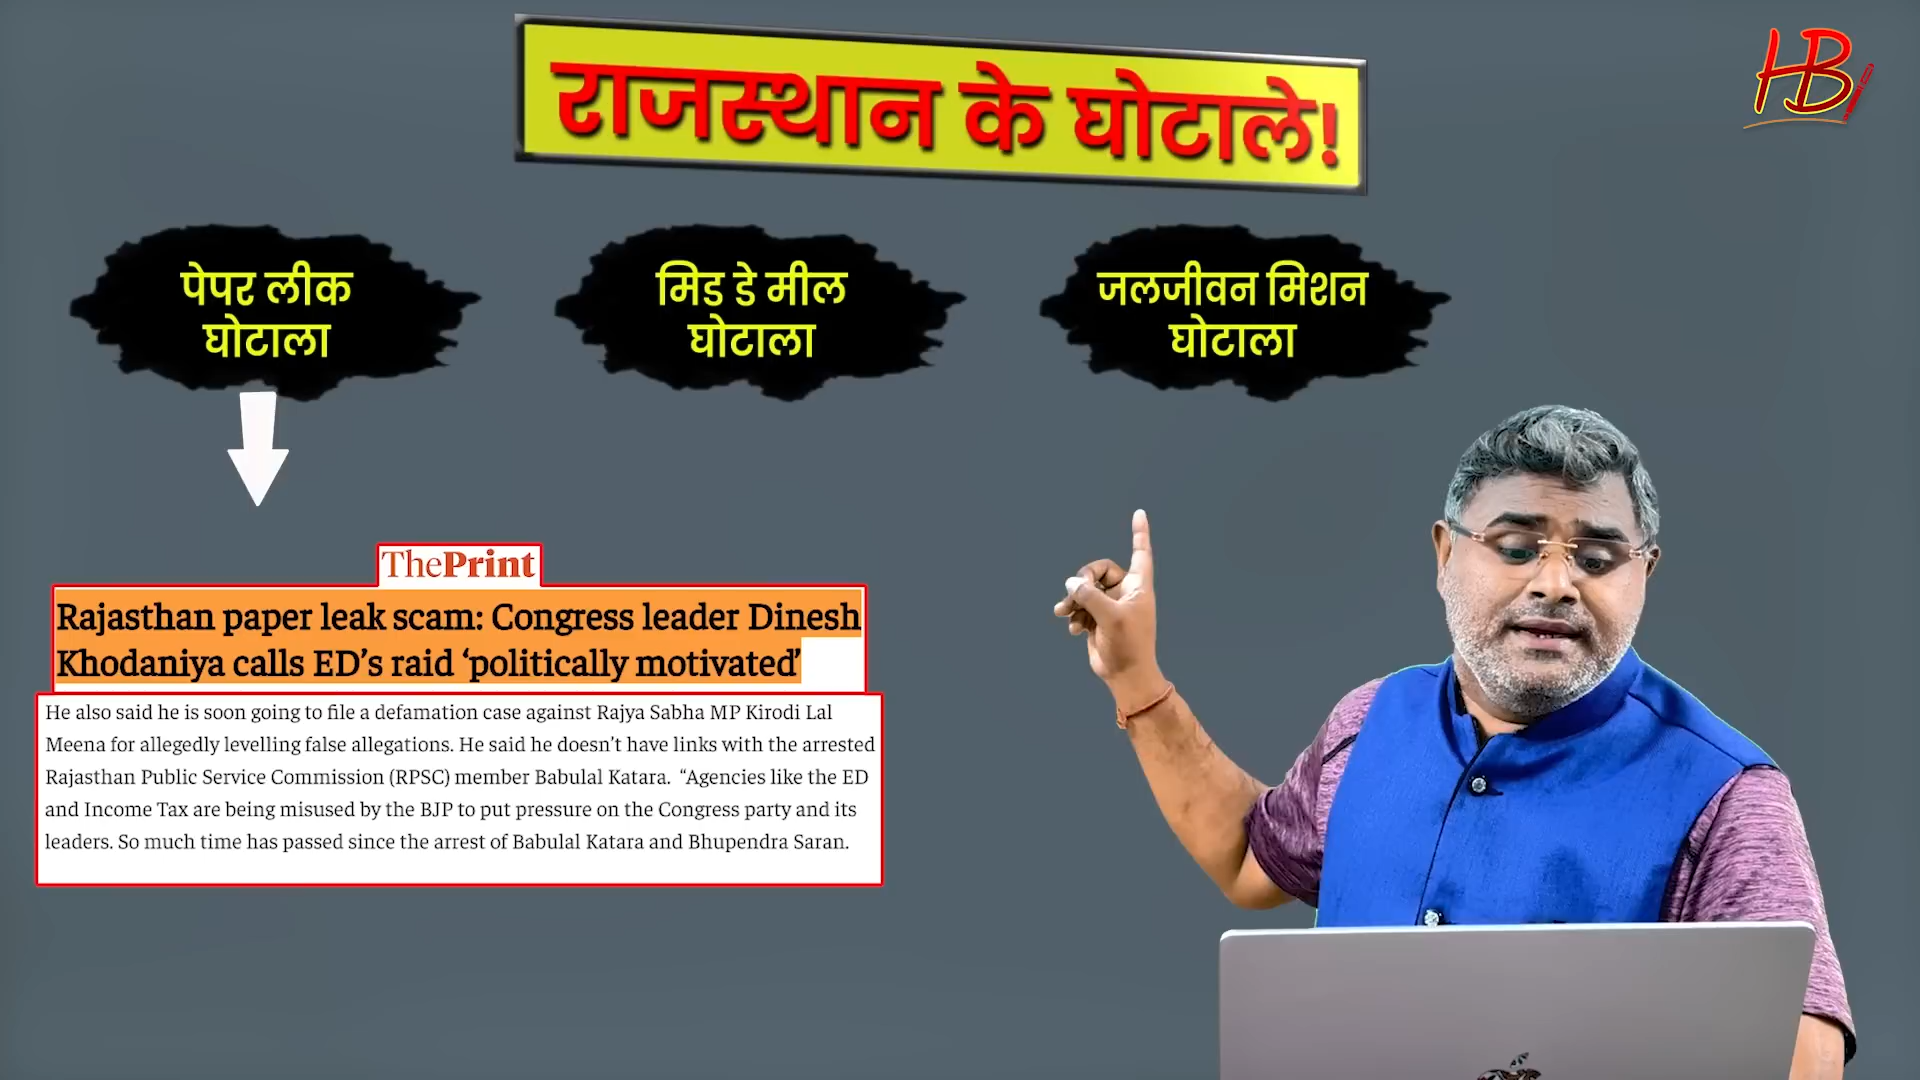 राजस्थान के घोटाले!
HB
पेपर लीक
घोटाला
मिड डे मील
घोटाला
जलजीवन मिशन
घोटाला
ThePrint
Rajasthan paper leak scam: Congress leader Dinesh
Khodaniya calls ED’s raid ‘politically motivated’
He also said he is soon going to file a defamation case against Rajya Sabha MP Kirodi Lal
Meena for allegedly levelling false allegations. He said he doesn’t have links with the arrested
Rajasthan Public Service Commission (RPSC) member Babulal Katara. “Agencies like the ED
and Income Tax are being misused by the BJP to put pressure on the Congress party and its
leaders. So much time has passed since the arrest of Babulal Katara and Bhupendra Saran.